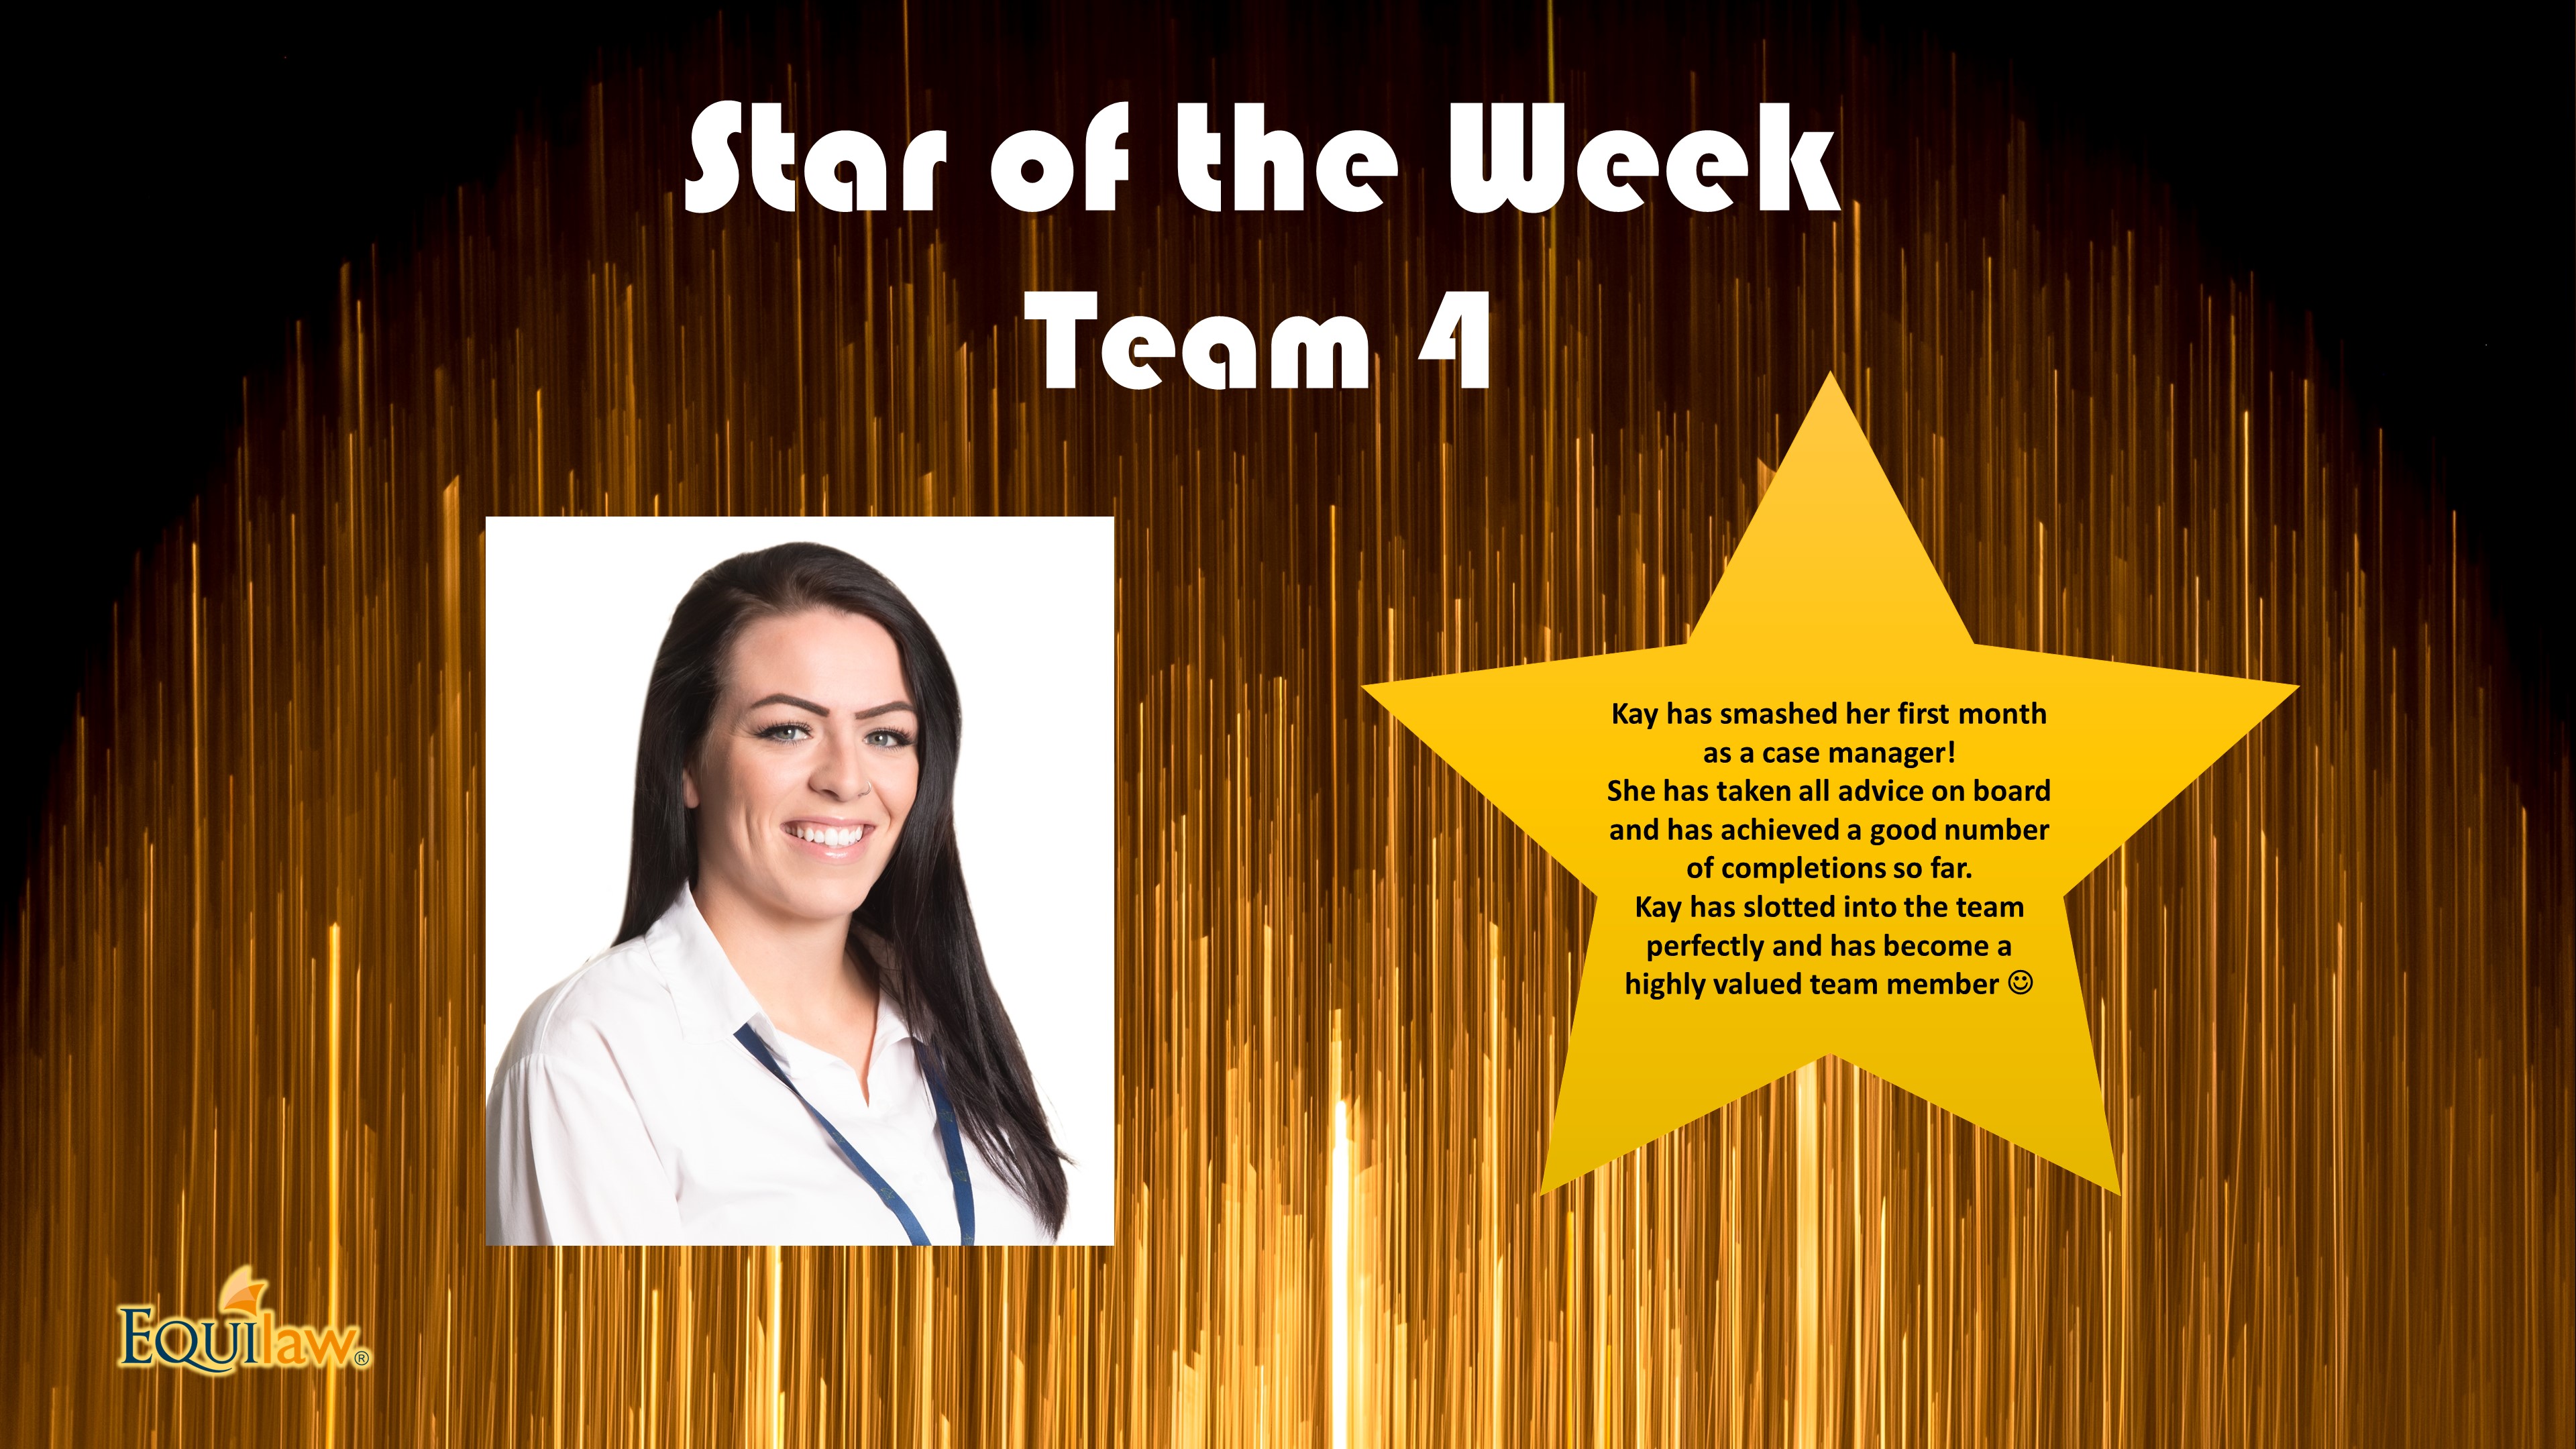 Star of the Week
Team 4
Kay has smashed her first month
as a case manager!
She has taken all advice on board
and has achieved a good number
of completions so far.
Kay has slotted into the team
perfectly and has become a
highly valued team member ☺
EQUIlaw®